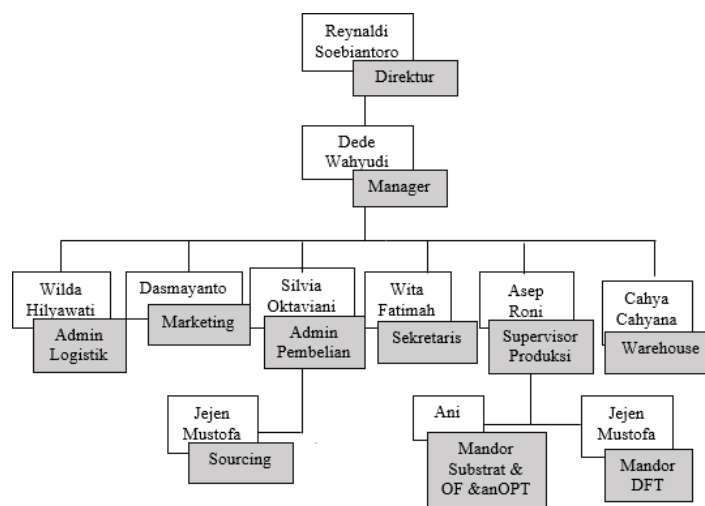 Reynaldi
Soebiantoro
Direktur
Dede
Wahyudi
Manager
Wilda
Hilyawati
Admin
Logistik
Dasmayanto
Marketing
Silvia
Oktaviani
Admin
Pembelian
Wita
Fatimah
Sekretaris
Asep
Roni
Supervisor
Produksi
Cahya
Cahyana
Warehouse
Jejen
Mustofa
Sourcing
Ani
Mandor
Substrat &
OF &anOPT
Jejen
Mustofa
Mandor
DFT